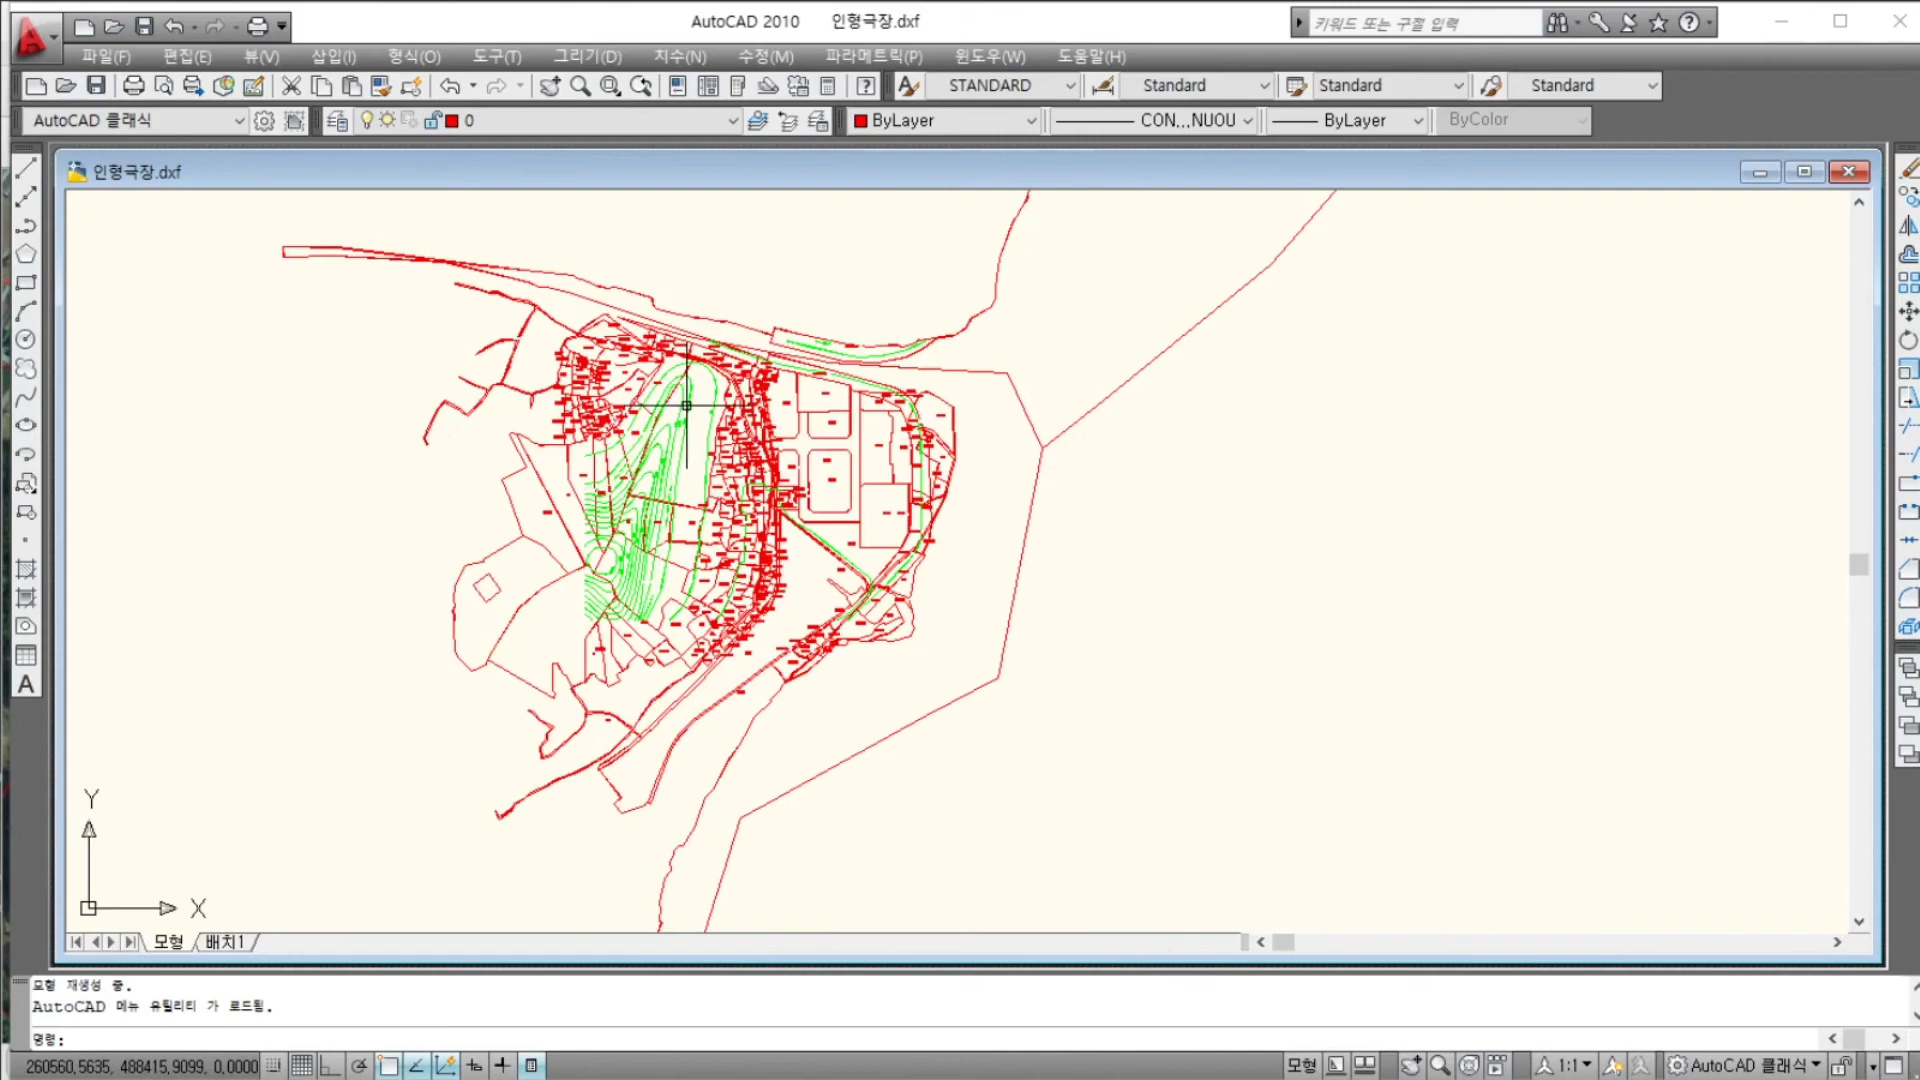 AutoCAD 2010 인형극장.dxf
키워드 또는 구절 입력
파일(F) 편집(E) 뷰(V) 삽입(I) 형식(O) 도구(T) 그리기(D) 치수(N) 수정(M) 파라메트릭(P) 윈도우(W) 도움말(H)
STANDARD Standard Standard Standard
AutoCAD 클래식 0 ByLayer CON,,,NUOU ByLayer ByColor
인형극장.dxf
Y
X
모형 배치1
모형 재생성 중.
AutoCAD 메뉴 유틸리티 가 로드됨.
명령:
260560,5635, 488415,9099, 0,0000 모형 1:1 AutoCAD 클래식